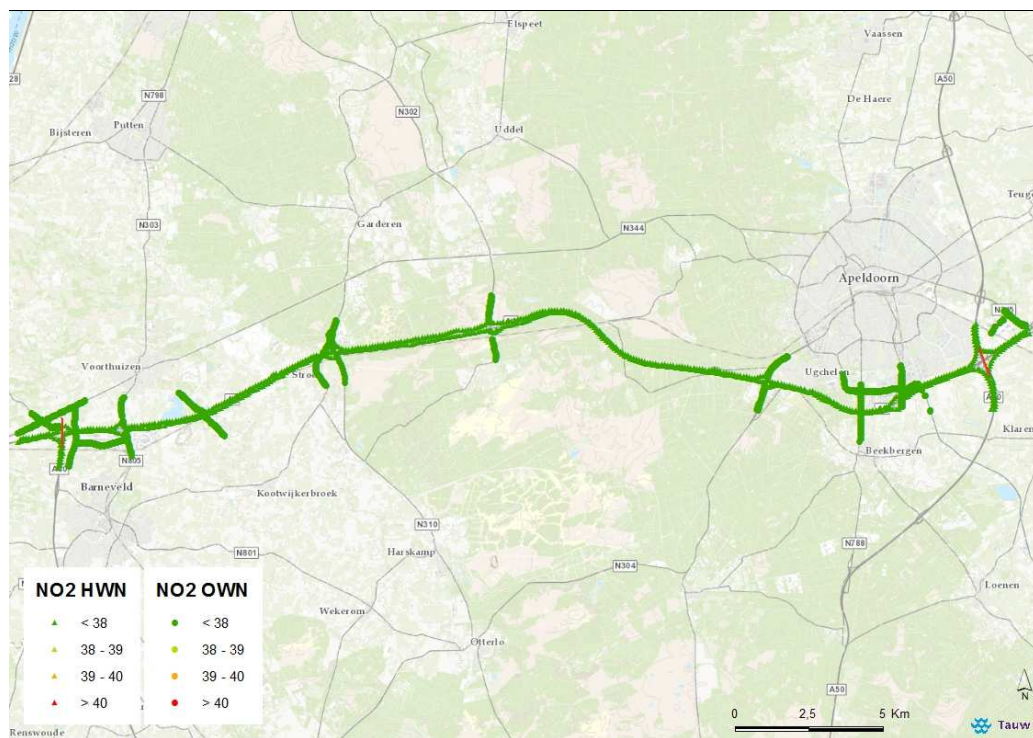 Elspeet
Vaassen
28
A50
N798
De Haere
Putten
Bijsteren
N302
Uddel
Teuge
N303
Garderen
N344
Apeldoorn
Voorthuizen
Stroe
Ugchelen
N805
Klaren
Barneveld
Beekbergen
Kootwijkerbroek
N310
N801
Harskamp
N788
N304
Loenen
Wekerom
Otterlo
A50
Renswoude
NO2 HWN
< 38
38 - 39
39 - 40
> 40
NO2 OWN
< 38
38 - 39
39 - 40
> 40
0 2,5 5 Km
N
Tauw